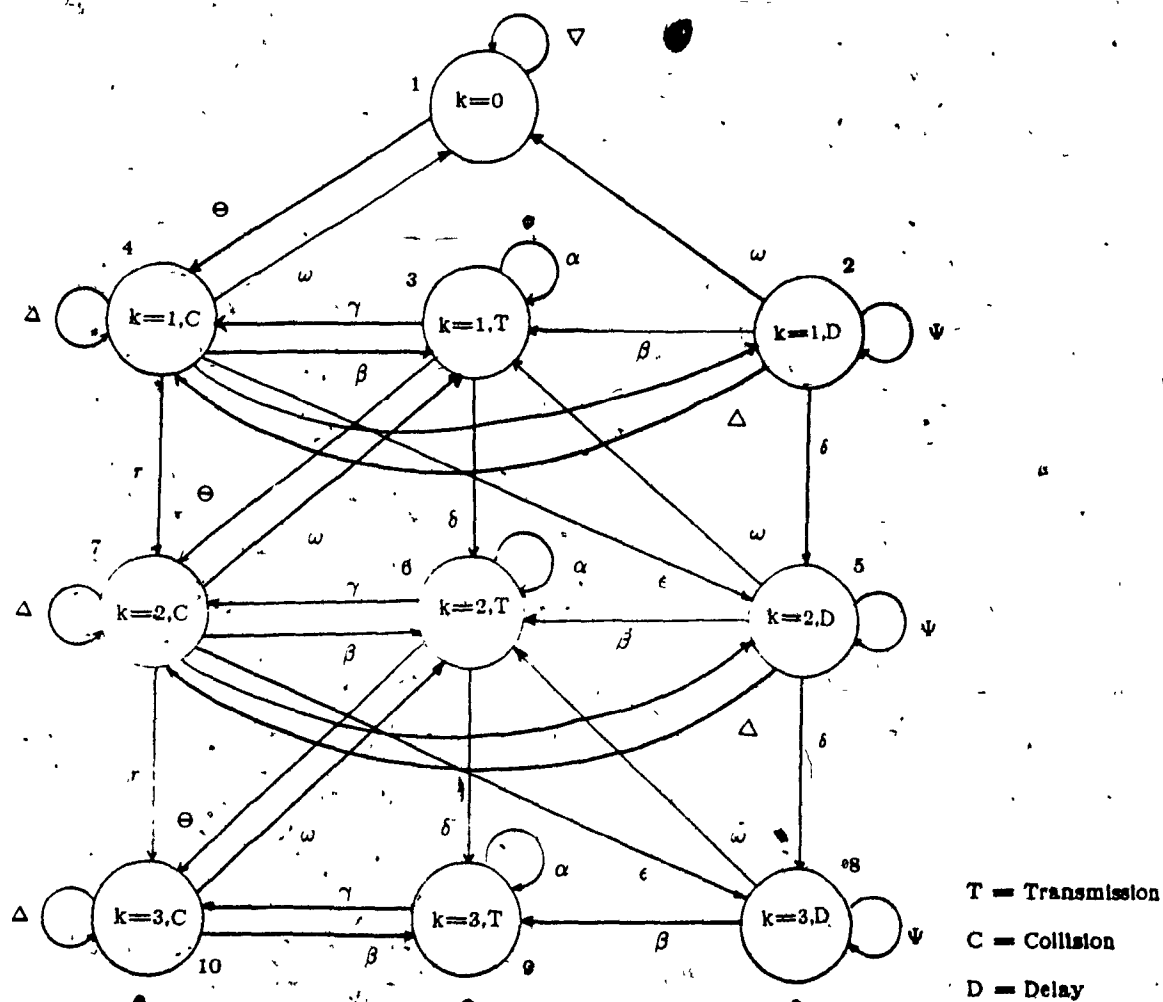 ∇
1
k=0
Θ
ω
ω
4
3
α
2
Δ
k=1,C
γ
k=1,T
k=1,D
Ψ
β
β
Δ
δ
r
Θ
δ
ω
ω
7
6
α
ϵ
5
Δ
k=2,C
γ
k=2,T
k=2,D
Ψ
β
β
Δ
δ
r
Θ
ω
δ
ω
α
ϵ
8
Δ
k=3,C
γ
k=3,T
k=3,D
Ψ
β
β
10
9
T = Transmission
C = Collision
D = Delay